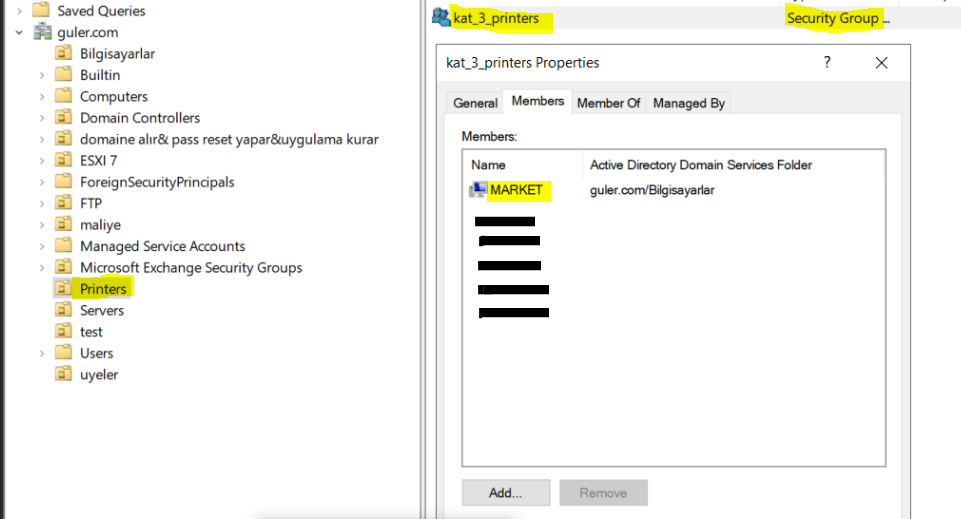 Saved Queries
guler.com
Bilgisayarlar
Builtin
Computers
Domain Controllers
domaine alır& pass reset yapar&uygulama kurar
ESXI 7
ForeignSecurityPrincipals
FTP
maliye
Managed Service Accounts
Microsoft Exchange Security Groups
Printers
Servers
test
Users
uyeler
kat_3_printers Security Group ...
kat_3_printers Properties ?
General Members Member Of Managed By
Members:
Name Active Directory Domain Services Folder
MARKET guler.com/Bilgisayarlar
Add... Remove